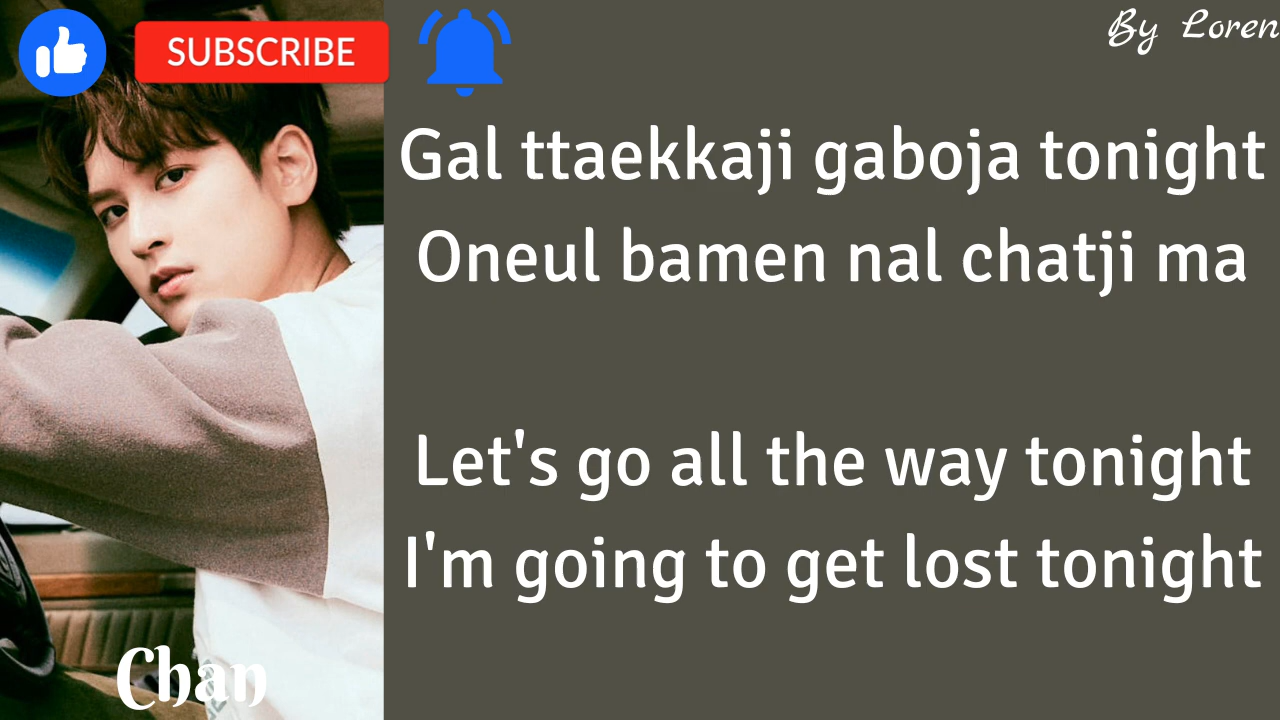 SUBSCRIBE
By Loren
Gal ttaekkaji gaboja tonight
Oneul bamen nal chatji ma
Let's go all the way tonight
I'm going to get lost tonight
Chan